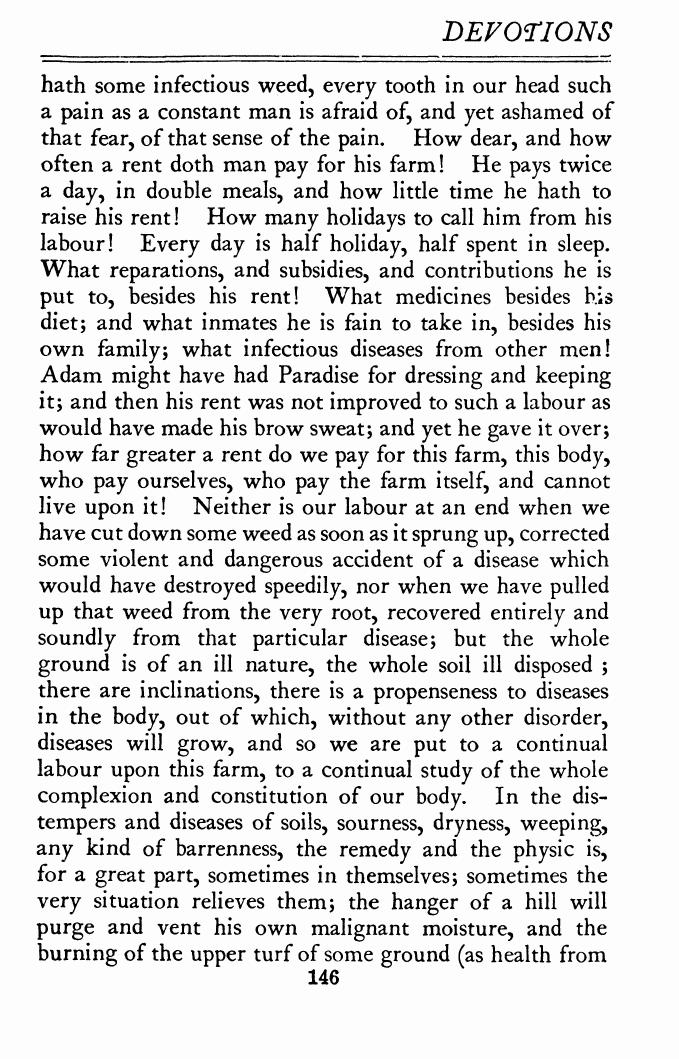 DEVOTIONS
hath some infectious weed, every tooth in our head such
a pain as a constant man is afraid of, and yet ashamed of
that fear, of that sense of the pain. How dear, and how
often a rent doth man pay for his farm! He pays twice
a day, in double meals, and how little time he hath to
raise his rent! How many holidays to call him from his
labour! Every day is half holiday, half spent in sleep.
What reparations, and subsidies, and contributions he is
put to, besides his rent! What medicines besides his
diet; and what inmates he is fain to take in, besides his
own family; what infectious diseases from other men!
Adam might have had Paradise for dressing and keeping
it; and then his rent was not improved to such a labour as
would have made his brow sweat; and yet he gave it over;
how far greater a rent do we pay for this farm, this body,
who pay ourselves, who pay the farm itself, and cannot
live upon it! Neither is our labour at an end when we
have cut down some weed as soon as it sprung up, corrected
some violent and dangerous accident of a disease which
would have destroyed speedily, nor when we have pulled
up that weed from the very root, recovered entirely and
soundly from that particular disease; but the whole
ground is of an ill nature, the whole soil ill disposed ;
there are inclinations, there is a propenseness to diseases
in the body, out of which, without any other disorder,
diseases will grow, and so we are put to a continual
labour upon this farm, to a continual study of the whole
complexion and constitution of our body. In the dis-
tempers and diseases of soils, sourness, dryness, weeping,
any kind of barrenness, the remedy and the physic is,
for a great part, sometimes in themselves; sometimes the
very situation relieves them; the hanger of a hill will
purge and vent his own malignant moisture, and the
burning of the upper turf of some ground (as health from
146